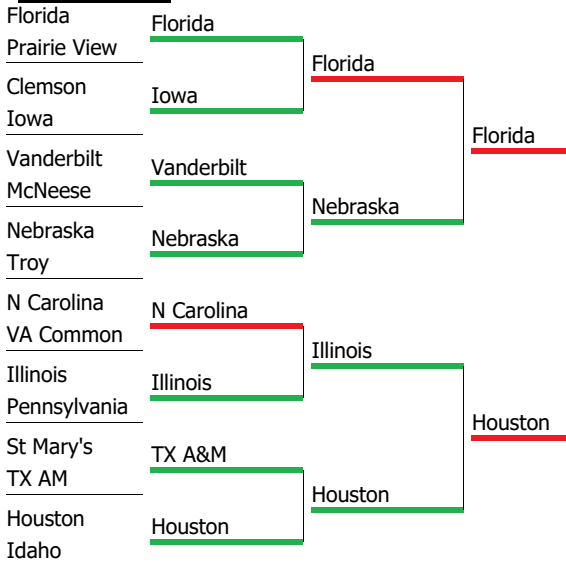 Florida
Prairie View
Clemson
Iowa
Vanderbilt
McNeese
Nebraska
Troy
N Carolina
VA Common
Illinois
Pennsylvania
St Mary's
TX AM
Houston
Idaho
Florida
Iowa
Vanderbilt
Nebraska
N Carolina
Illinois
TX A&M
Houston
Florida
Nebraska
Illinois
Houston
Florida
Houston